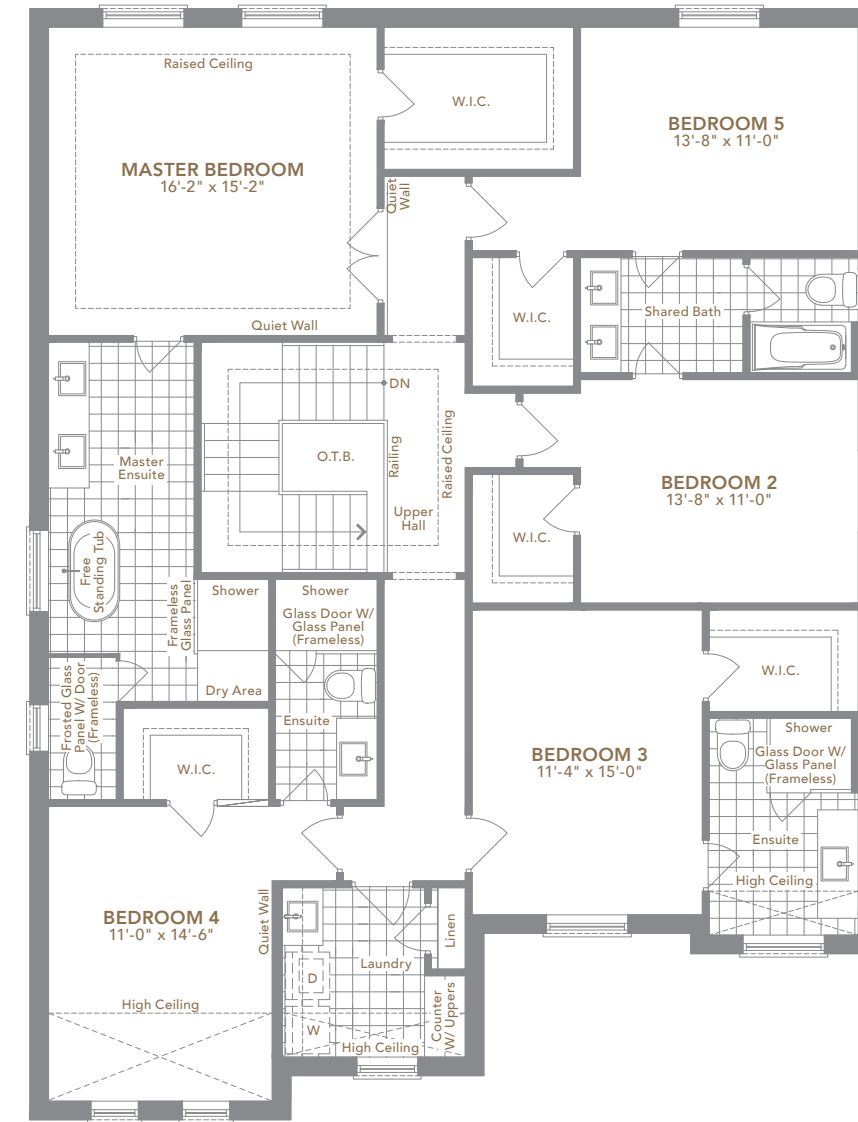 Raised Ceiling
MASTER BEDROOM
16'-2" x 15'-2"
Quiet Wall
W.I.C.
Quiet
Wall
BEDROOM 5
13'-8" x 11'-0"
W.I.C.
Shared Bath
DN
O.T.B.
Railing
Raised Ceiling
Upper
Hall
Master
Ensuite
Free
Standing Tub
Frameless
Glass Panel
Shower
Dry Area
Frosted Glass
Panel W/ Door
(Frameless)
W.I.C.
Shower
Glass Door W/
Glass Panel
(Frameless)
Ensuite
W.I.C.
BEDROOM 2
13'-8" x 11'-0"
BEDROOM 3
11'-4" x 15'-0"
W.I.C.
Shower
Glass Door W/
Glass Panel
(Frameless)
Ensuite
High Ceiling
BEDROOM 4
11'-0" x 14'-6"
High Ceiling
Quiet Wall
Laundry
Linen
D
W
Counter
W/ Uppers
High Ceiling